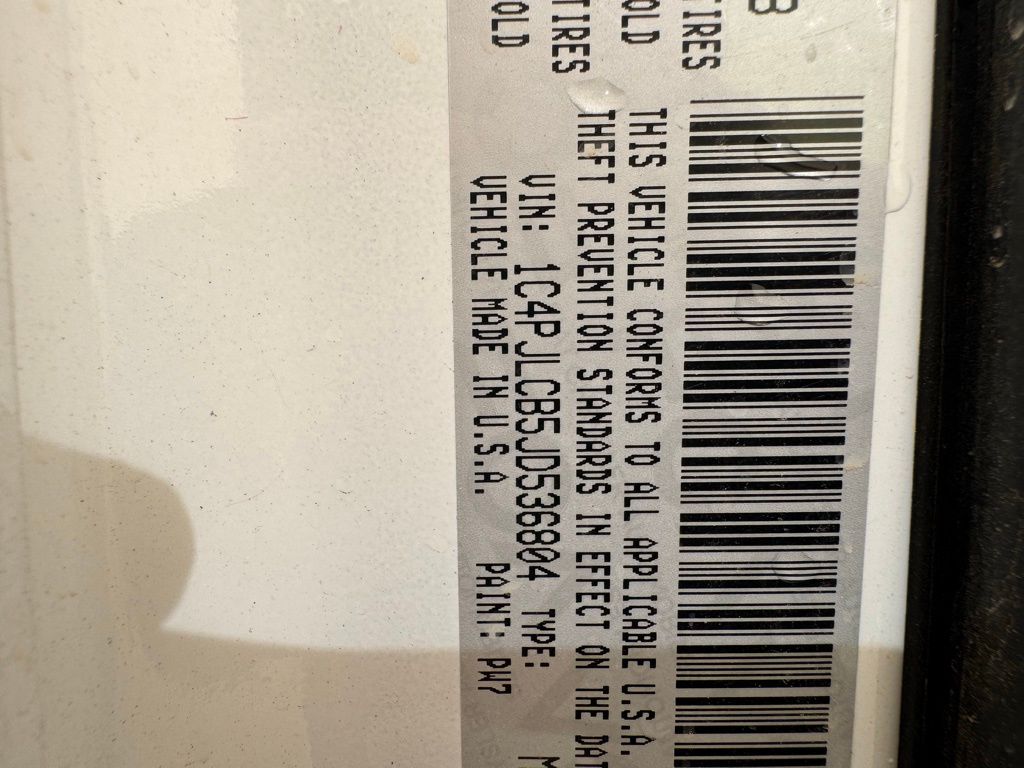 B
TIRES
OLD
TIRES
OLD
THIS VEHICLE CONFORMS TO ALL APPLICABLE U.S.A.
THEFT PREVENTION STANDARDS IN EFFECT ON THE DAT
VIN: 1C4PJLCB5JD536804 TYPE: M
VEHICLE MADE IN U.S.A. PAINT: PW7